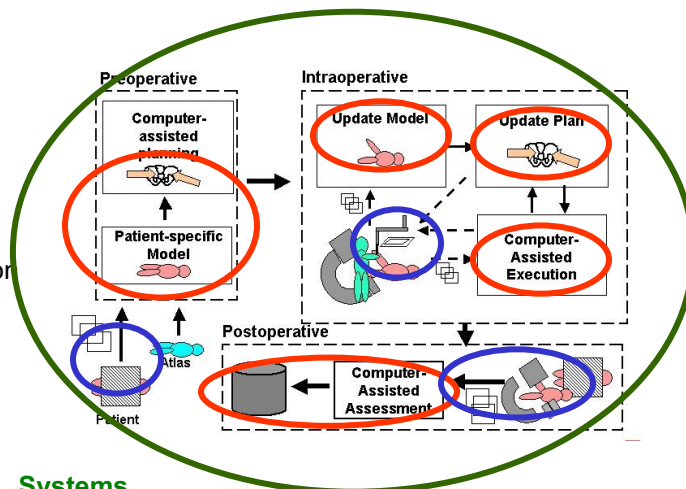 Preoperative
Computer-
assisted
planning
Patient-specific
Model
Atlas
Patient
Intraoperative
Update Model
Update Plan
Computer-
Assisted
Execution
Postoperative
Computer-
Assisted
Assessment
or
Systems